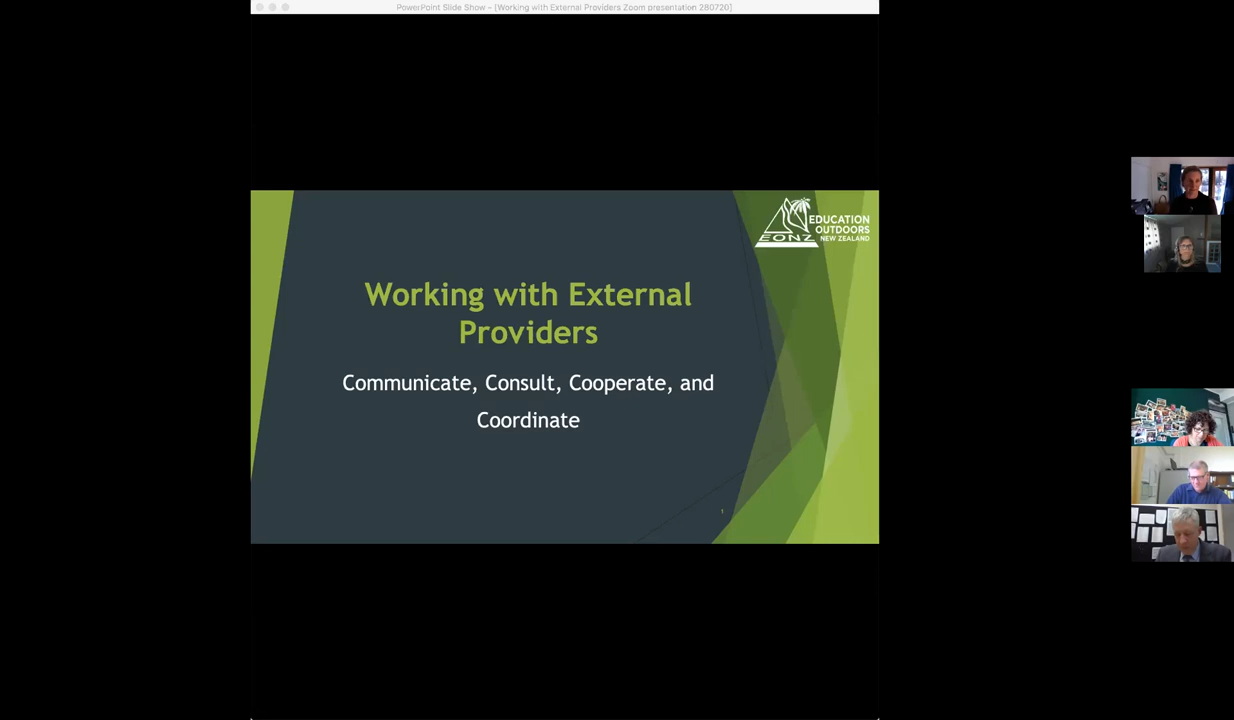 PowerPoint Slide Show – [Working with External Providers Zoom presentation 280720]
EDUCATION
OUTDOORS
EONZ NEW ZEALAND
Working with External
Providers
Communicate, Consult, Cooperate, and
Coordinate
1